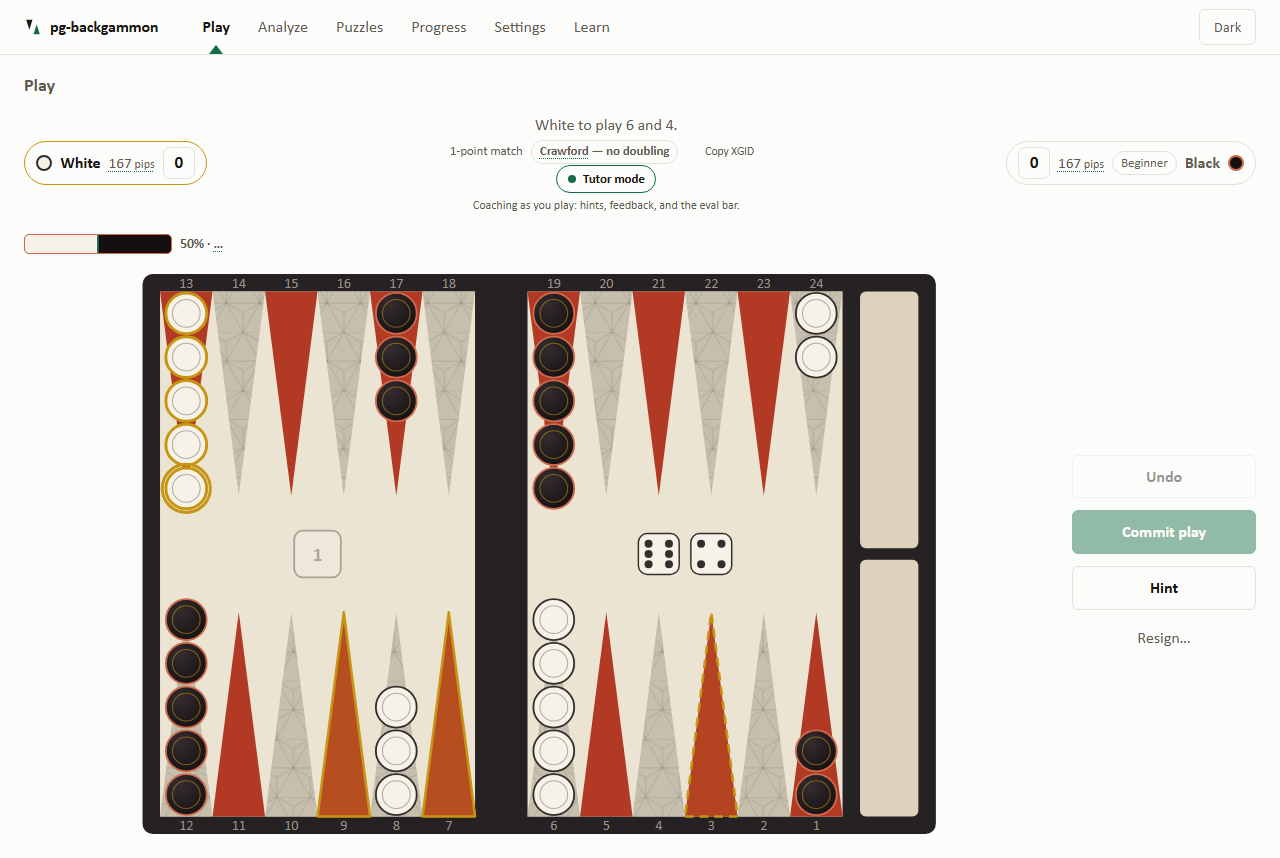 pg-backgammon Play Analyze Puzzles Progress Settings Learn Dark
Play
White to play 6 and 4.
White 167 pips 0
1-point match Crawford — no doubling Copy XGID
0 167 pips Beginner Black
Tutor mode
Coaching as you play: hints, feedback, and the eval bar.
50% · ...
13 14 15 16 17 18 19 20 21 22 23 24
1
Undo
Commit play
Hint
Resign...
12 11 10 9 8 7 6 5 4 3 2 1